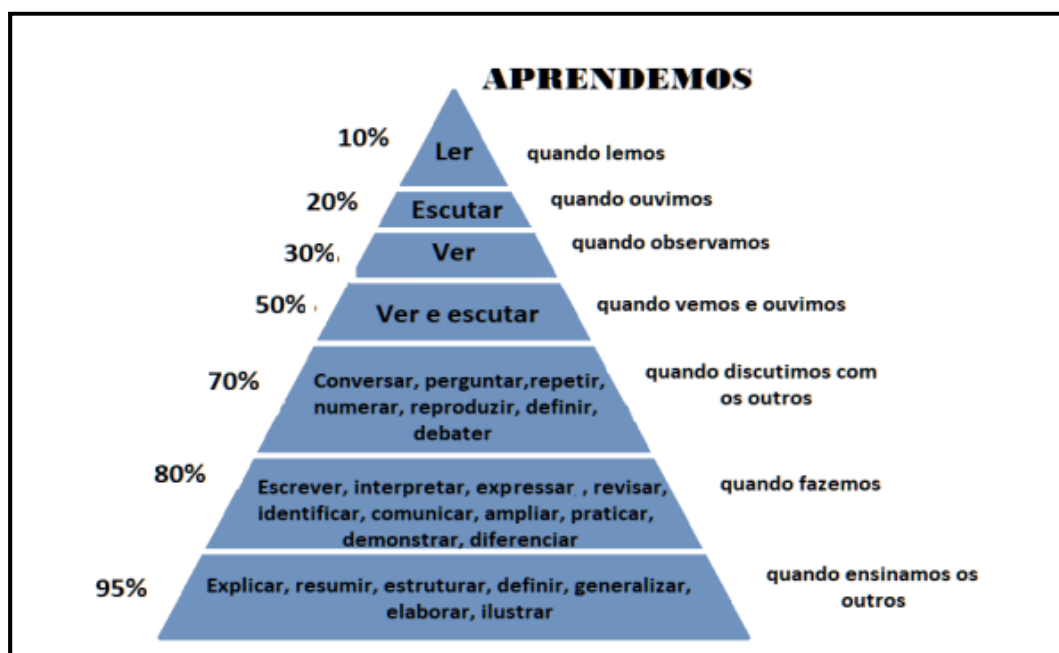 APRENDEMOS
10%
Ler
quando lemos
20%
Escutar
quando ouvimos
30%.
Ver
quando observamos
50% .
Ver e escutar
quando vemos e ouvimos
70%
Conversar, perguntar,repetir,
numerar, reproduzir, definir,
debater
quando discutimos com
os outros
80%
Escrever, interpretar, expressar , revisar,
identificar, comunicar, ampliar, praticar,
demonstrar, diferenciar
quando fazemos
95%
Explicar, resumir, estruturar, definir, generalizar,
elaborar, ilustrar
quando ensinamos os
outros